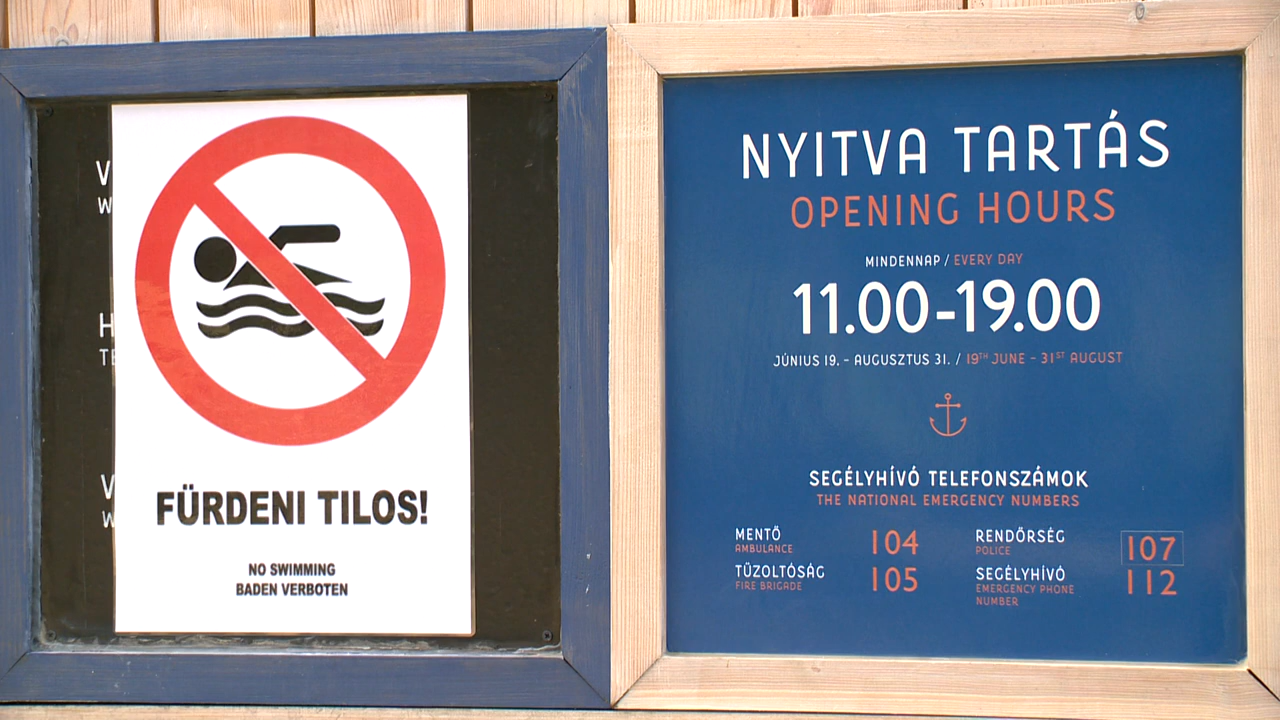 V
W
H
TE
V
W
FÜRDENI TILOS!
NO SWIMMING
BADEN VERBOTEN
NYITVA TARTÁS
OPENING HOURS
MINDENNAP / EVERY DAY
11.00-19.00
JÚNIUS 19. - AUGUSZTUS 31. / 19TH JUNE - 31ST AUGUST
SEGÉLYHÍVÓ TELEFONSZÁMOK
THE NATIONAL EMERGENCY NUMBERS
MENTŐ 104
AMBULANCE
TŰZOLTÓSÁG 105
FIRE BRIGADE
RENDŐRSÉG 107
POLICE
SEGÉLYHÍVÓ 112
EMERGENCY PHONE
NUMBER